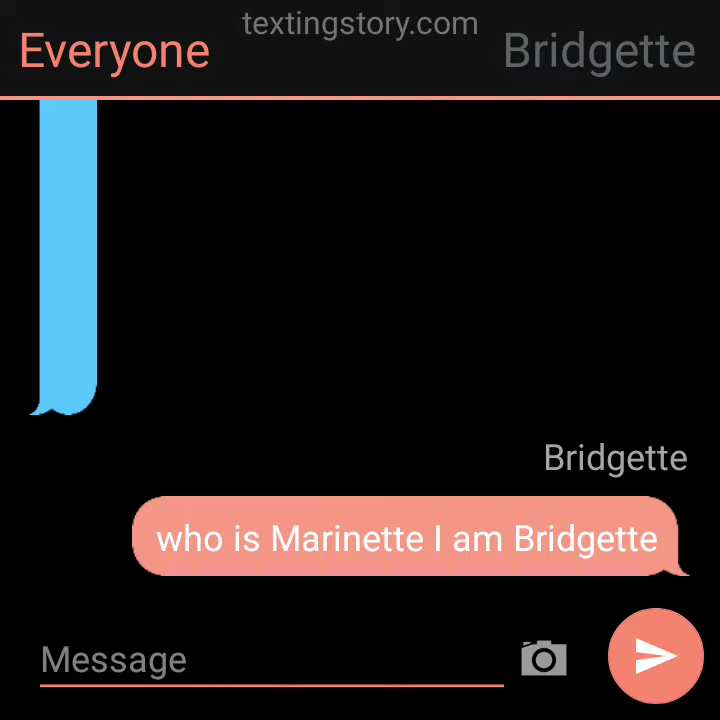 textingstory.com
Everyone
Bridgette
Bridgette
who is Marinette I am Bridgette
Message